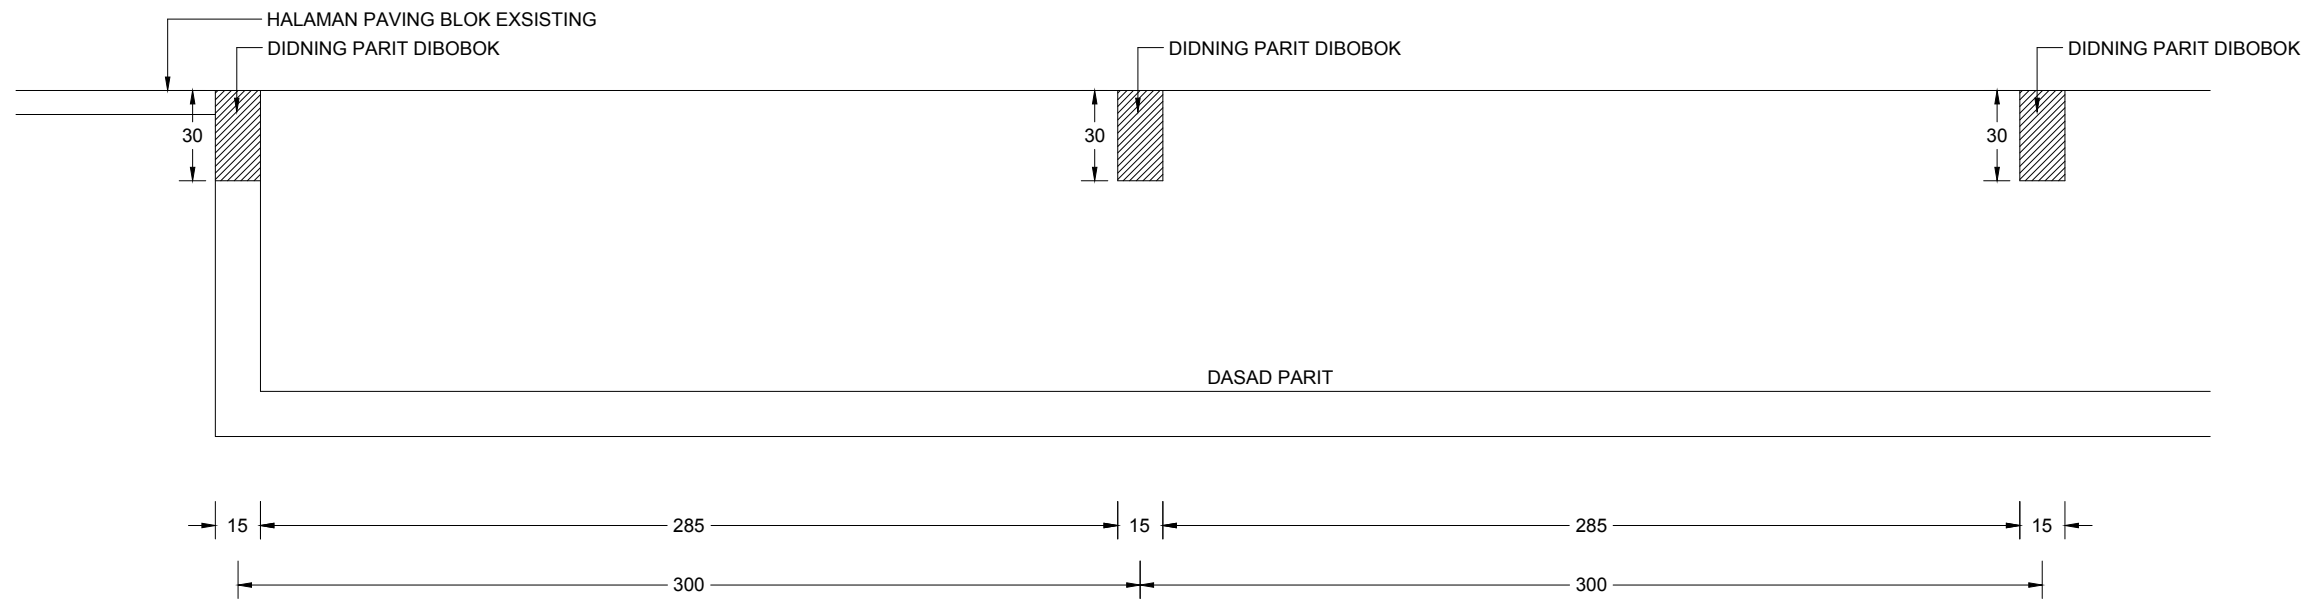 HALAMAN PAVING BLOK EXSISTING
DIDNING PARIT DIBOBOK
DIDNING PARIT DIBOBOK
DIDNING PARIT DIBOBOK
30
30
30
DASAD PARIT
15
285
15
285
15
300
300